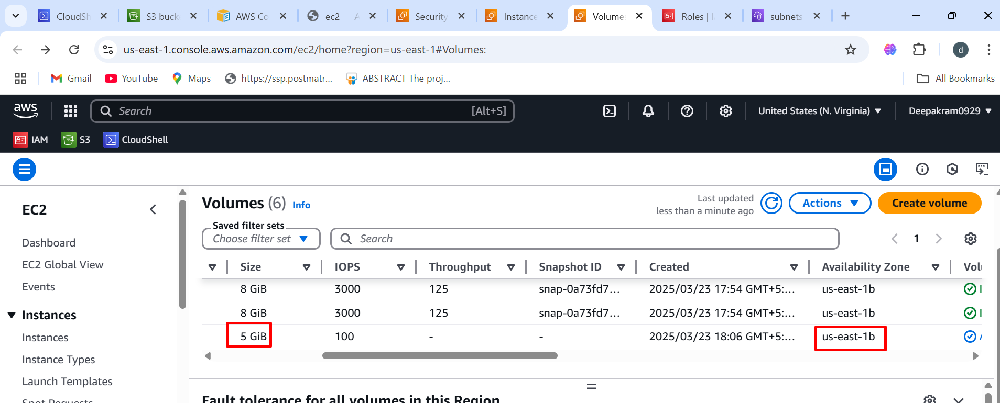 CloudSh
S3 buck
AWS Co
ec2 — A
Security
Instance
Volume
Roles | I
subnets
us-east-1.console.aws.amazon.com/ec2/home?region=us-east-1#Volumes:
d
Gmail
YouTube
Maps
https://ssp.postmatr...
ABSTRACT The proj...
All Bookmarks
aws
Search
[Alt+S]
United States (N. Virginia)
Deepakram0929
IAM
S3
CloudShell
EC2
Dashboard
EC2 Global View
Events
Instances
Instances
Instance Types
Launch Templates
Spot Requests
Volumes (6) Info
Last updated
less than a minute ago
Actions
Create volume
Saved filter sets
Choose filter set
Search
1
Size IOPS Throughput Snapshot ID Created Availability Zone Vol
8 GiB 3000 125 snap-0a73fd7... 2025/03/23 17:54 GMT+5:... us-east-1b
8 GiB 3000 125 snap-0a73fd7... 2025/03/23 17:54 GMT+5:... us-east-1b
5 GiB 100 - - 2025/03/23 18:06 GMT+5:... us-east-1b
Fault tolerance for all volumes in this Region